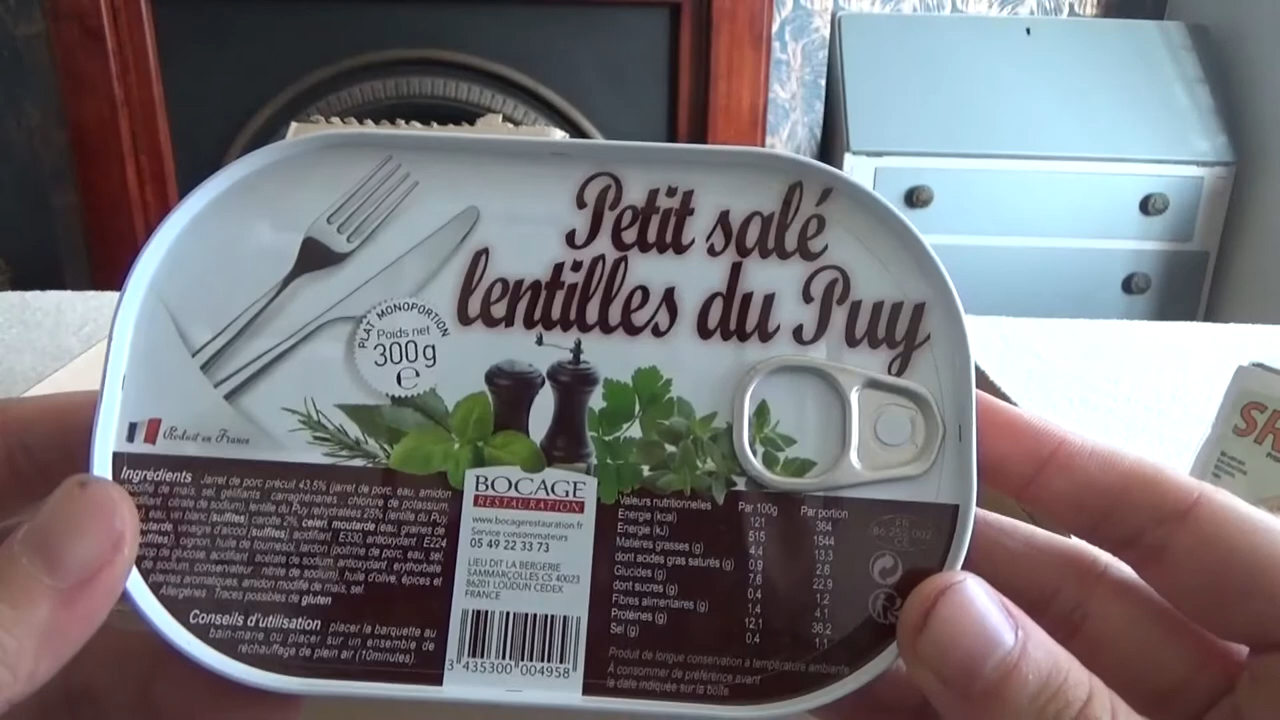 Petit salé
lentilles du Puy
PLAT MONOPORTION
Poids net
300g
e
Produit en France
Ingrédients Jarret de porc précuit 43,5% (jarret de porc, eau, amidon
modifié de maïs, sel, gélifiants : carraghénanes - chlorure de potassium,
acidifiant : citrate de sodium), lentille du Puy réhydratées 25% (lentille du Puy,
eau, vin blanc (sulfites), carotte 2%, celeri, moutarde (eau, graines de
moutarde, vinaigre d'alcool (sulfites), acidifiant : E330, antioxydant : E224
(sulfites)), oignon, huile de tournesol, lardon (poitrine de porc, eau, sel,
sirop de glucose, acidifiant : acétate de sodium, antioxydant : érythorbate
de sodium, conservateur : nitrite de sodium), huile d'olive, épices et
plantes aromatiques, amidon modifié de maïs, sel.
Allergènes : Traces possibles de gluten
Conseils d'utilisation : placer la barquette au
bain-marie ou placer sur un ensemble de
réchauffage de plein air (10minutes).
BOCAGE
RESTAURATION
www.bocagerestauration.fr
Service consommateurs
05 49 22 33 73
LIEU DIT LA BERGERIE
SAMMARÇOLLES CS 40023
86201 LOUDUN CEDEX
FRANCE
3 435300 004958
Valeurs nutritionnelles Par 100g Par portion
Energie (kcal) 121 364
Energie (kJ) 515 1544
Matières grasses (g) 4,4 13,3
dont acides gras saturés (g) 0,9 2,6
Glucides (g) 7,6 22,9
dont sucres (g) 0,4 1,2
Fibres alimentaires (g) 1,4 4,1
Protéines (g) 12,1 36,2
Sel (g) 0,4 1,1
Produit de longue conservation à température ambiante
À consommer de préférence avant
la date indiquée sur la boîte
FR
86 252 002
CE